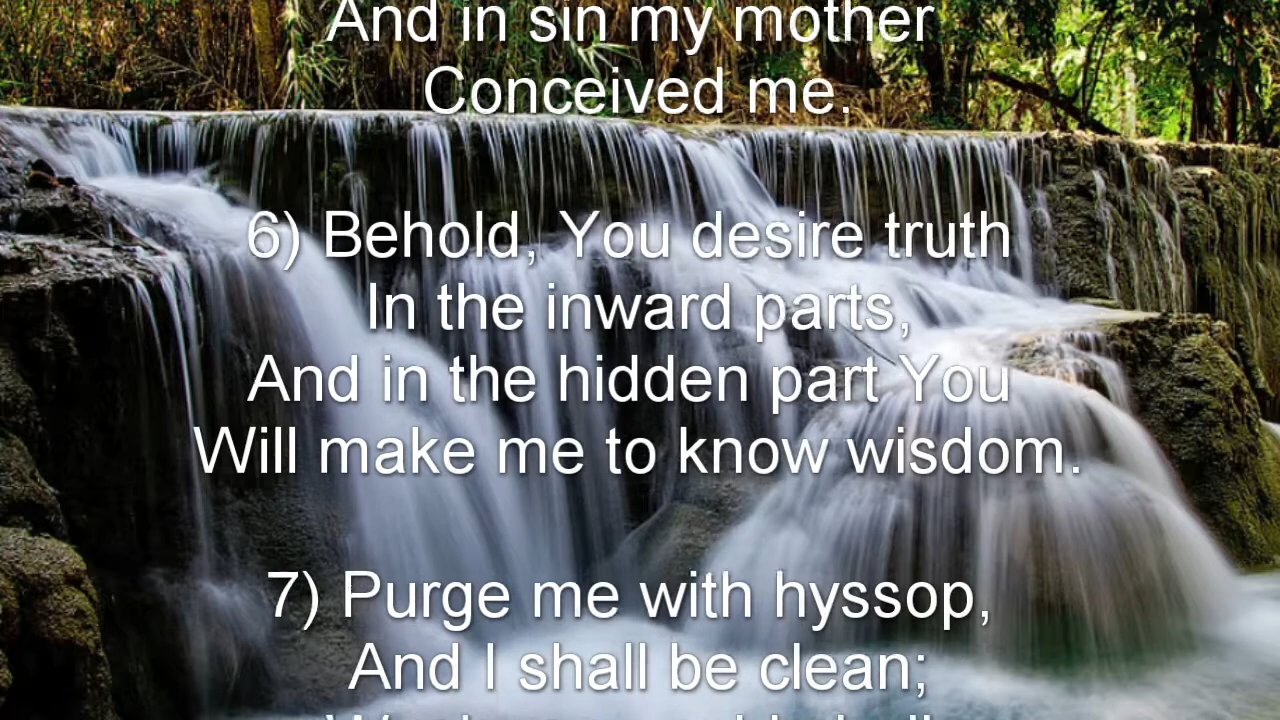 And in sin my mother
Conceived me.
6) Behold, You desire truth
In the inward parts,
And in the hidden part You
Will make me to know wisdom.
7) Purge me with hyssop,
And I shall be clean;